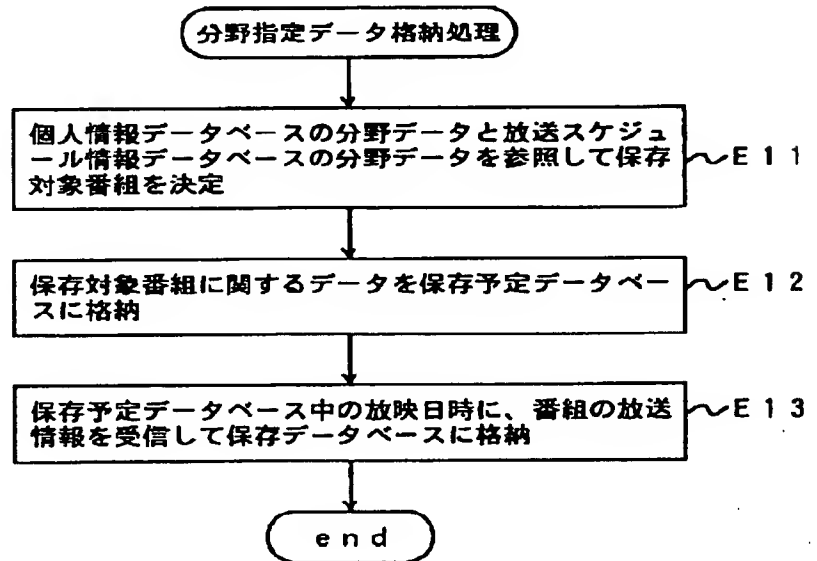 分野指定データ格納処理
個人情報データベースの分野データと放送スケジュ
ール情報データベースの分野データを参照して保存
対象番組を決定
E11
保存対象番組に関するデータを保存予定データベー
スに格納
E12
保存予定データベース中の放映日時に、番組の放送
情報を受信して保存データベースに格納
E13
end